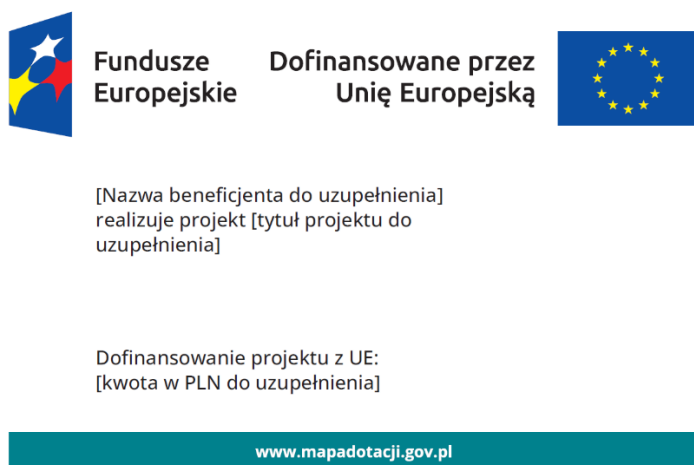 Fundusze
Europejskie
Dofinansowane przez
Unię Europejską
[Nazwa beneficjenta do uzupełnienia]
realizuje projekt [tytuł projektu do
uzupełnienia]
Dofinansowanie projektu z UE:
[kwota w PLN do uzupełnienia]
www.mapadotacji.gov.pl